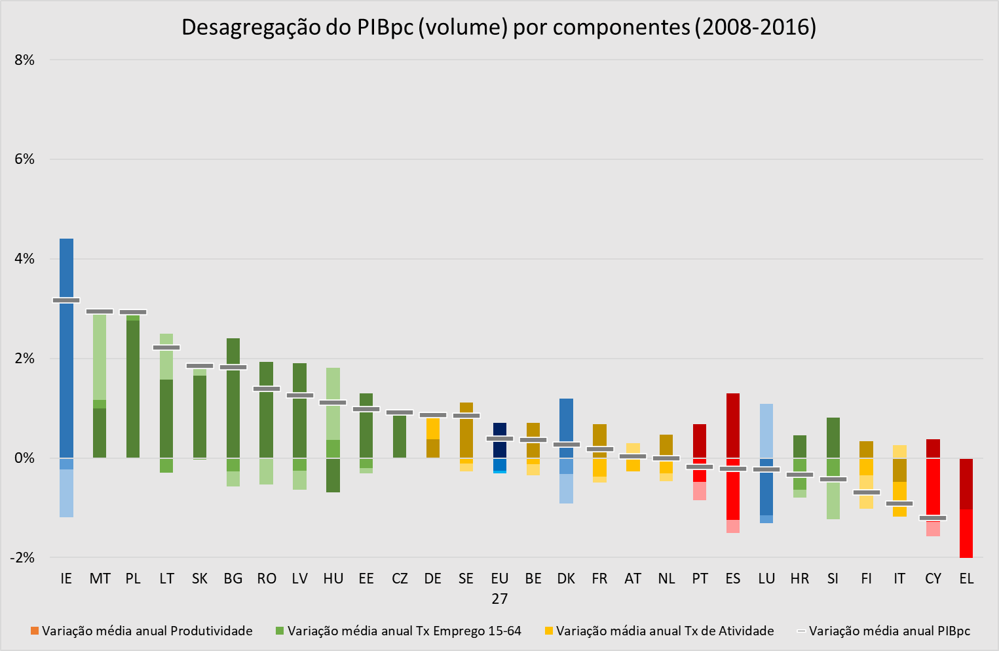 Desagregação do PIBpc (volume) por componentes (2008-2016)
8%
6%
4%
2%
0%
-2%
IE MT PL LT SK BG RO LV HU EE CZ DE SE EU BE DK FR AT NL PT ES LU HR SI FI IT CY EL
27
Variação média anual Produtividade Variação média anual Tx Emprego 15-64 Variação mádia anual Tx de Atividade Variação média anual PIBpc